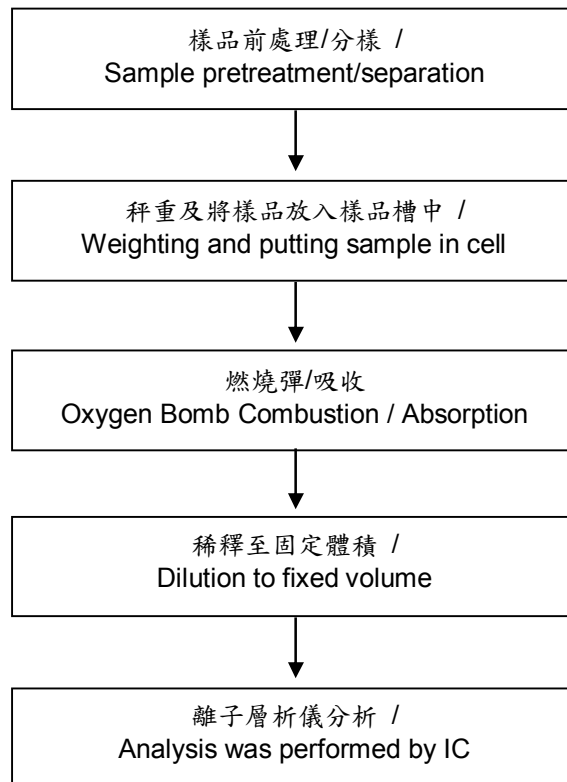 樣品前處理/分樣 /
Sample pretreatment/separation
秤重及將樣品放入樣品槽中 /
Weighting and putting sample in cell
燃燒彈/吸收
Oxygen Bomb Combustion / Absorption
稀釋至固定體積 /
Dilution to fixed volume
離子層析儀分析 /
Analysis was performed by IC